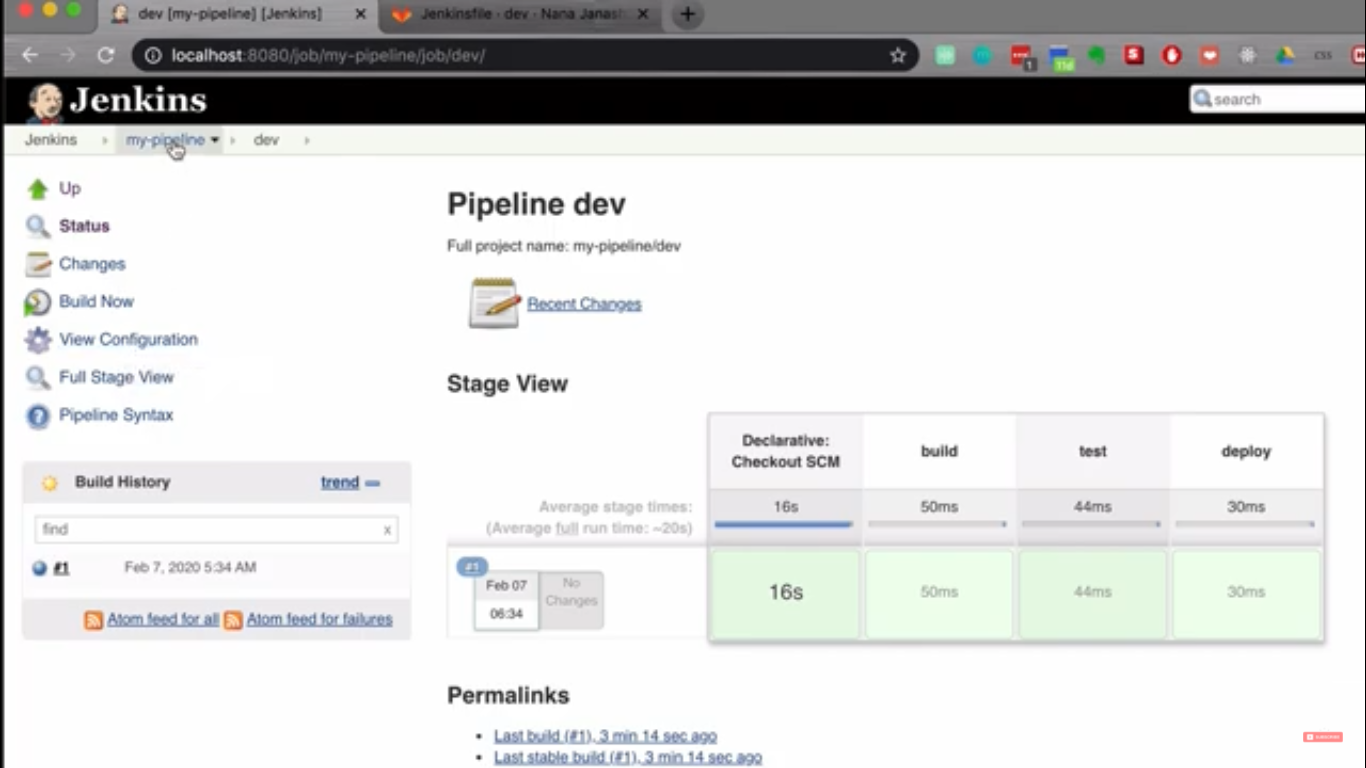 dev [my-pipeline] [Jenkins]
Jenkinsfile · dev · Nana Janash
localhost:8080/job/my-pipeline/job/dev/
1
11d
S
CSS
Jenkins
search
Jenkins
my-pipeline
dev
Up
Status
Changes
Build Now
View Configuration
Full Stage View
Pipeline Syntax
Build History
trend
find
x
#1
Feb 7, 2020 5:34 AM
Atom feed for all
Atom feed for failures
Pipeline dev
Full project name: my-pipeline/dev
Recent Changes
Stage View
Declarative:
Checkout SCM
build
test
deploy
Average stage times:
(Average full run time: ~20s)
16s
50ms
44ms
30ms
#1
Feb 07
06:34
No
Changes
16s
50ms
44ms
30ms
Permalinks
Last build (#1), 3 min 14 sec ago
Last stable build (#1), 3 min 14 sec ago
SUBSCRIBE